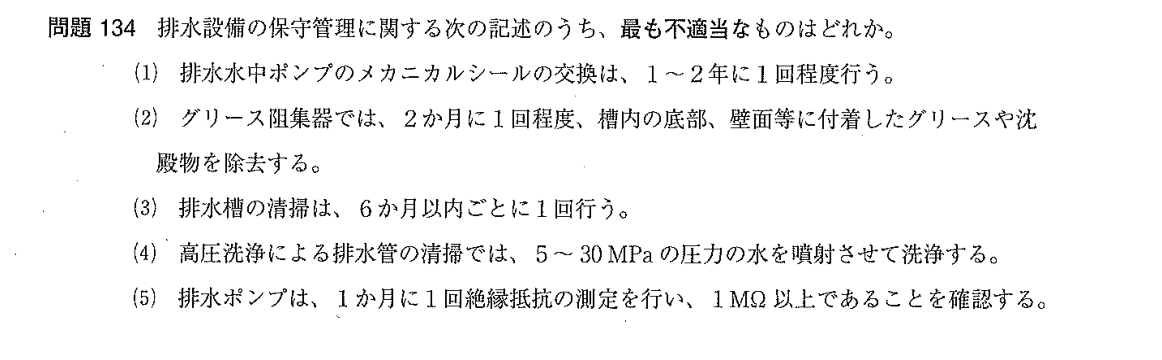 問題 134 排水設備の保守管理に関する次の記述のうち、最も不適当なものはどれか。
(1) 排水水中ポンプのメカニカルシールの交換は、1～2年に1回程度行う。
(2) グリース阻集器では、2か月に1回程度、槽内の底部、壁面等に付着したグリースや沈
殿物を除去する。
(3) 排水槽の清掃は、6か月以内ごとに1回行う。
(4) 高圧洗浄による排水管の清掃では、5～30 MPaの圧力の水を噴射させて洗浄する。
(5) 排水ポンプは、1か月に1回絶縁抵抗の測定を行い、1MΩ以上であることを確認する。